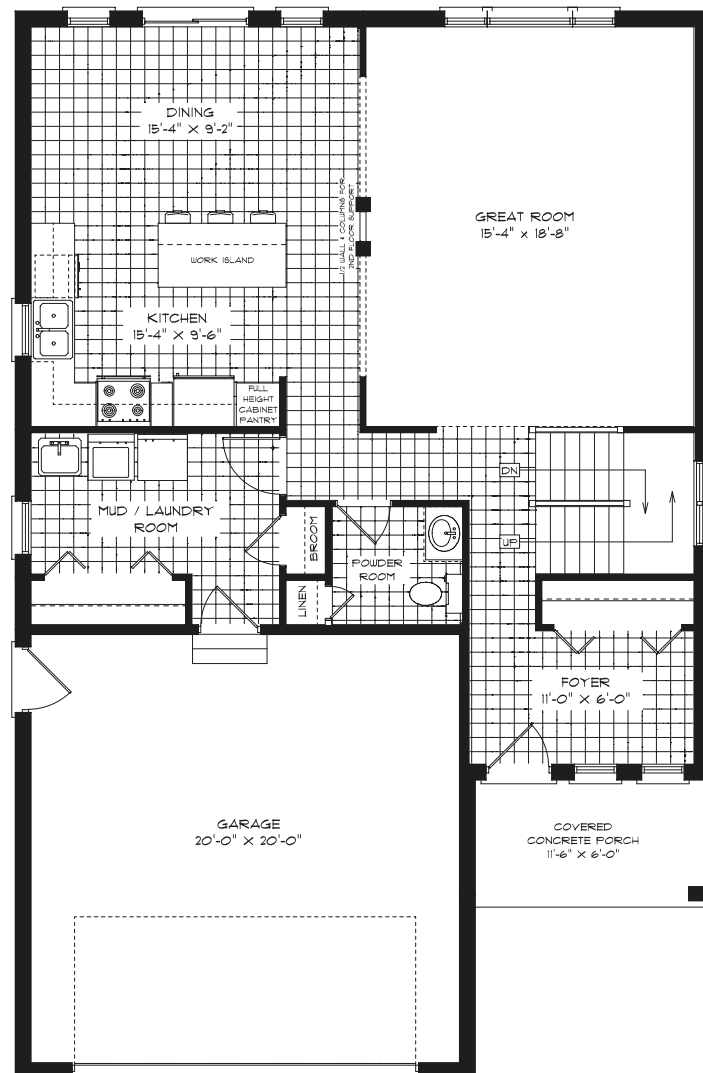 DINING
15'-4" X 9'-2"
GREAT ROOM
15'-4" x 18'-8"
1/2 WALL & COLUMNS FOR
2ND FLOOR SUPPORT
WORK ISLAND
KITCHEN
15'-4" X 9'-6"
FULL
HEIGHT
CABINET
PANTRY
DN
UP
MUD / LAUNDRY
ROOM
BROOM
POWDER
ROOM
LINEN
FOYER
11'-0" X 6'-0"
GARAGE
20'-0" X 20'-0"
COVERED
CONCRETE PORCH
11'-6" X 6'-0"